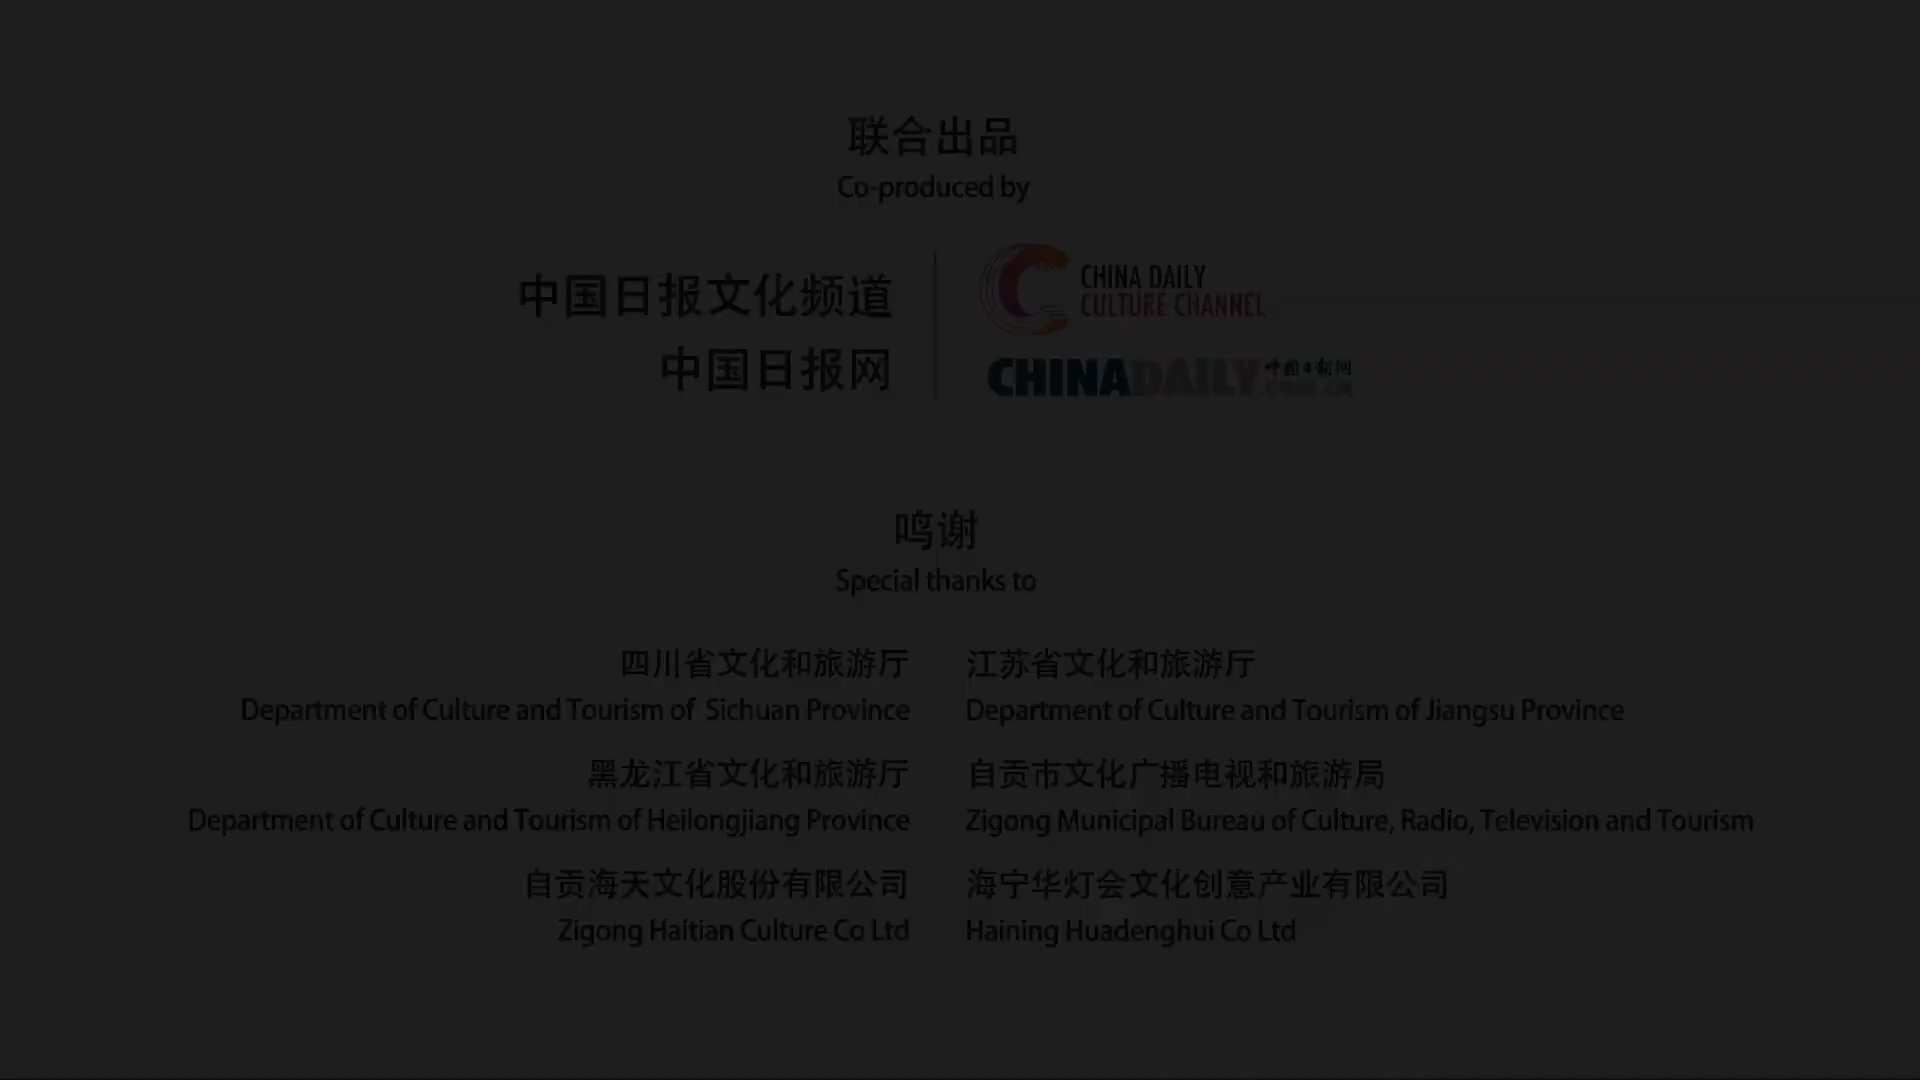 联合出品
Co-produced by
中国日报文化频道
中国日报网
CHINA DAILY
CULTURE CHANNEL
CHINADAILY 中国日报网
.com.cn
鸣谢
Special thanks to
四川省文化和旅游厅
Department of Culture and Tourism of Sichuan Province
江苏省文化和旅游厅
Department of Culture and Tourism of Jiangsu Province
黑龙江省文化和旅游厅
Department of Culture and Tourism of Heilongjiang Province
自贡市文化广播电视和旅游局
Zigong Municipal Bureau of Culture, Radio, Television and Tourism
自贡海天文化股份有限公司
Zigong Haitian Culture Co Ltd
海宁华灯会文化创意产业有限公司
Haining Huadenghui Co Ltd